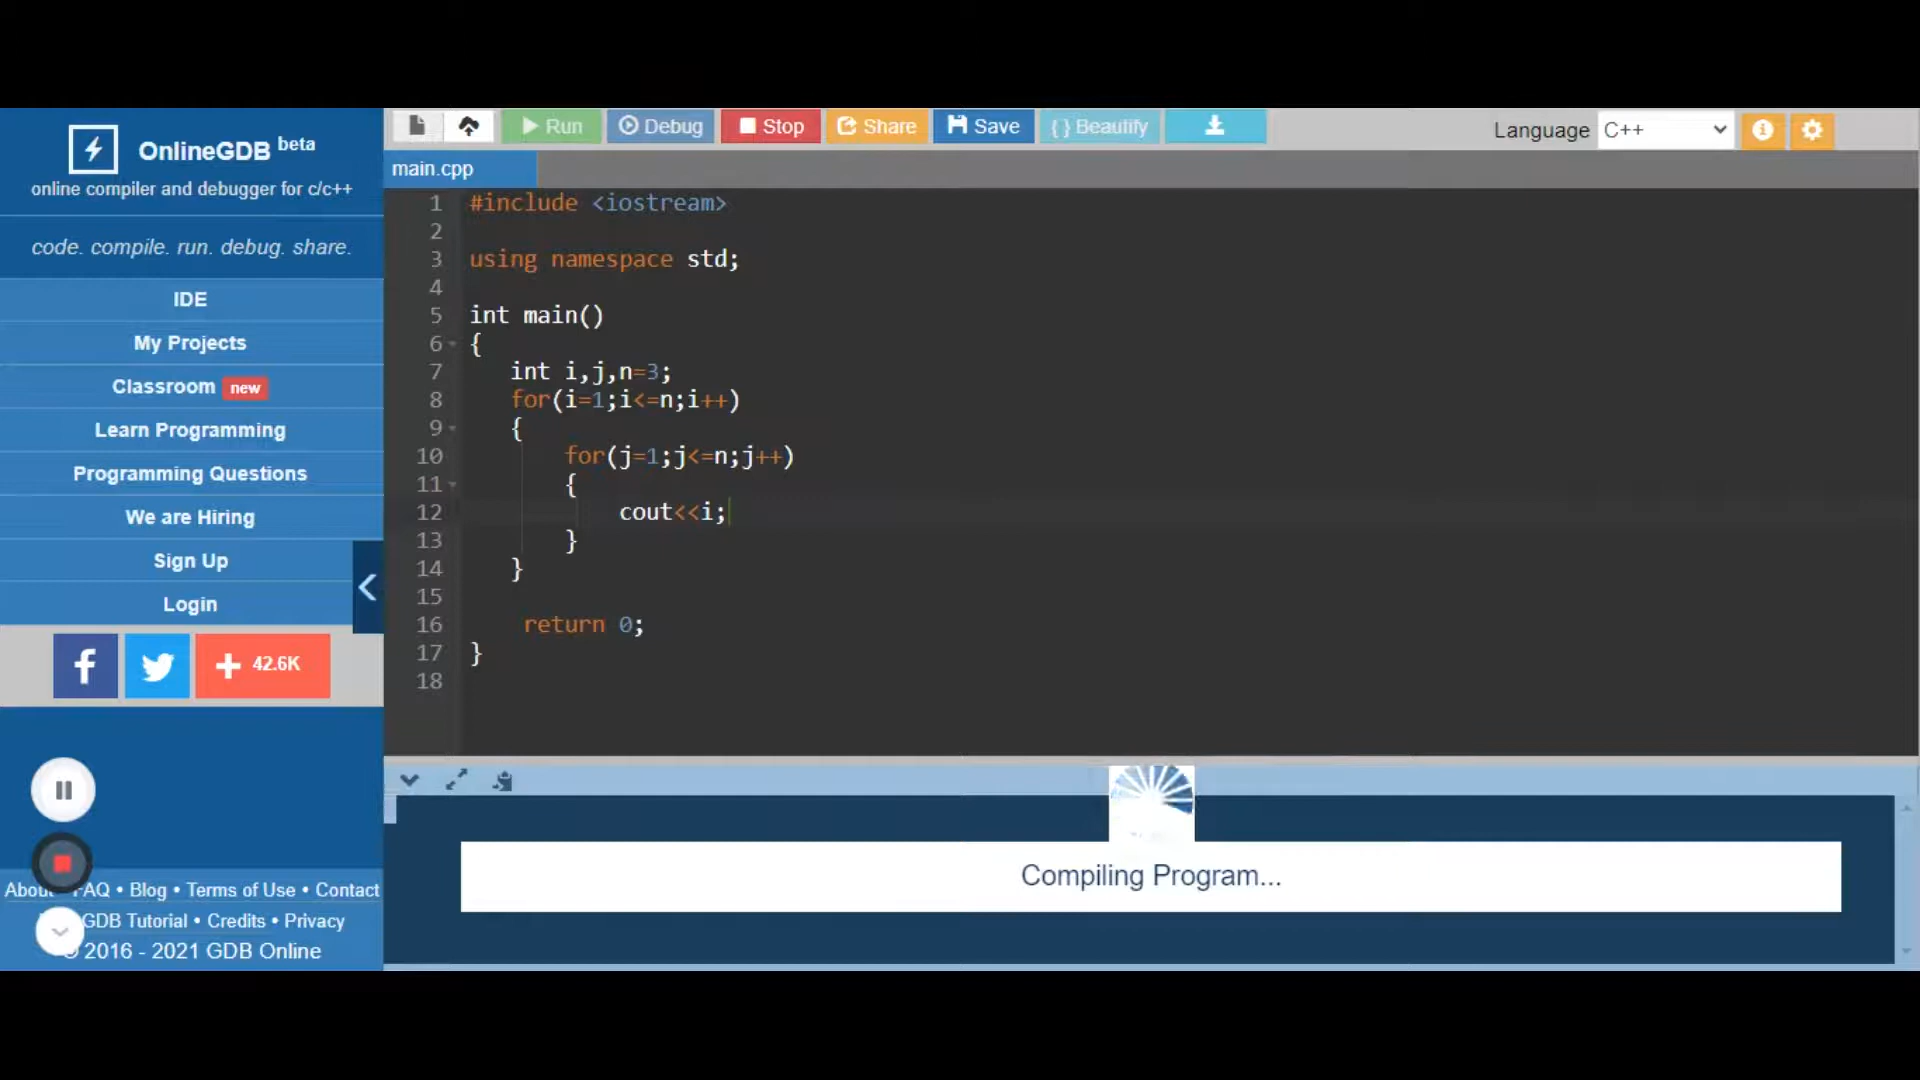 OnlineGDB beta
online compiler and debugger for c/c++
code. compile. run. debug. share.
IDE
My Projects
Classroom new
Learn Programming
Programming Questions
We are Hiring
Sign Up
Login
42.6K
FAQ • Blog • Terms of Use • Contact
GDB Tutorial • Credits • Privacy
2016 - 2021 GDB Online
Run Debug Stop Share Save {} Beautify Language C++
main.cpp
1 #include <iostream>
2
3 using namespace std;
4
5 int main()
6 {
7 int i,j,n=3;
8 for(i=1;i<=n;i++)
9 {
10 for(j=1;j<=n;j++)
11 {
12 cout<<i;
13 }
14 }
15
16 return 0;
17 }
18
Compiling Program...